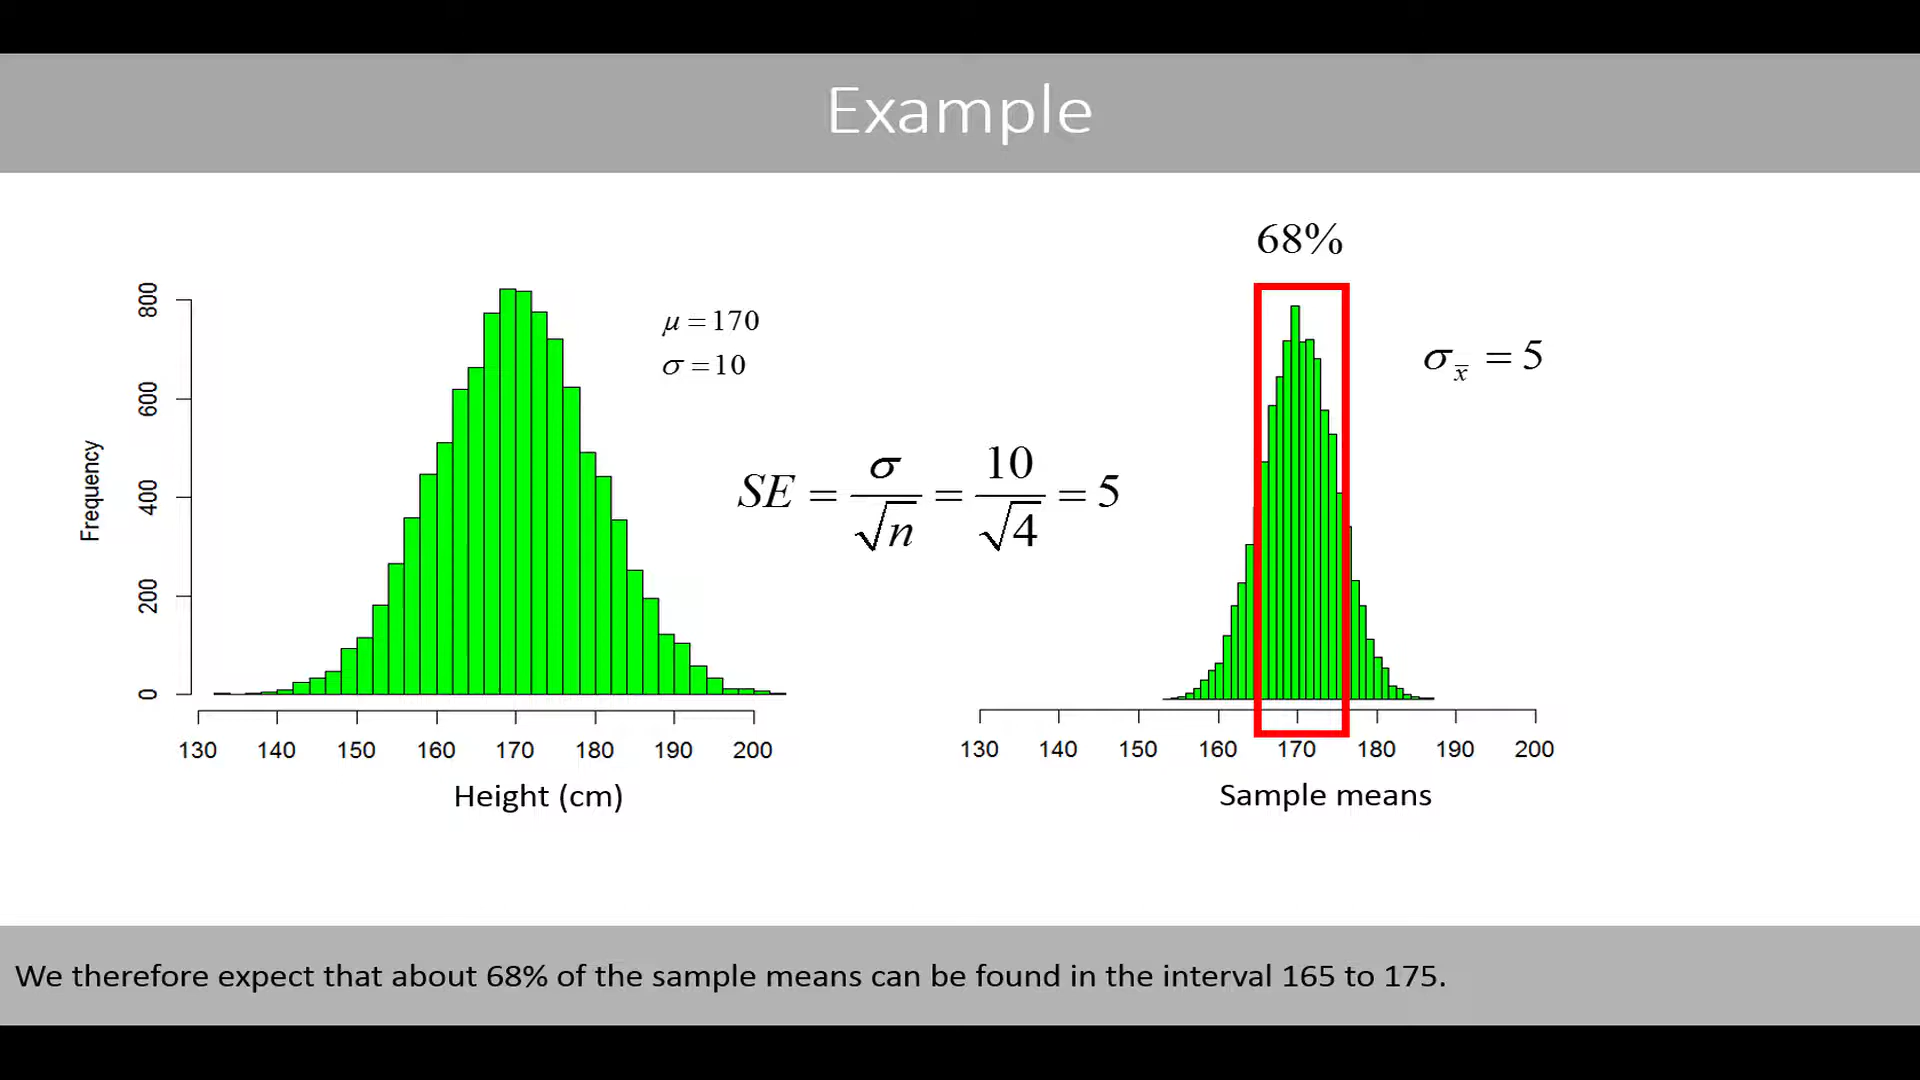 Example
68%
800
600
400
200
0
Frequency
μ = 170
σ = 10
SE = σ/√n = 10/√4 = 5
σx̄ = 5
130 140 150 160 170 180 190 200
Height (cm)
130 140 150 160 170 180 190 200
Sample means
We therefore expect that about 68% of the sample means can be found in the interval 165 to 175.